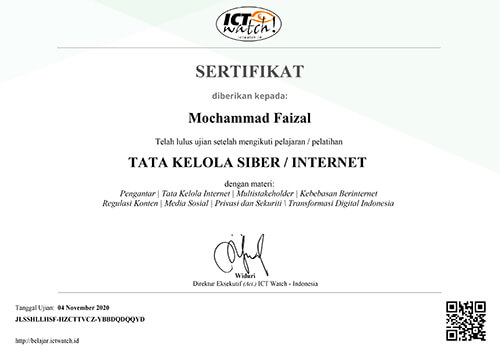 ICT
watch!
ictwatch.id
SERTIFIKAT
diberikan kepada:
Mochammad Faizal
Telah lulus ujian setelah mengikuti pelajaran / pelatihan
TATA KELOLA SIBER / INTERNET
dengan materi:
Pengantar | Tata Kelola Internet | Multistakeholder | Kebebasan Berinternet
Regulasi Konten | Media Sosial | Privasi dan Sekuriti \ Transformasi Digital Indonesia
Widuri
Direktur Eksekutif (Act.) ICT Watch - Indonesia
Tanggal Ujian: 04 November 2020
JLSSHLLHSF-HZCTTVCZ-YBBDQDQQYD
http://belajar.ictwatch.id